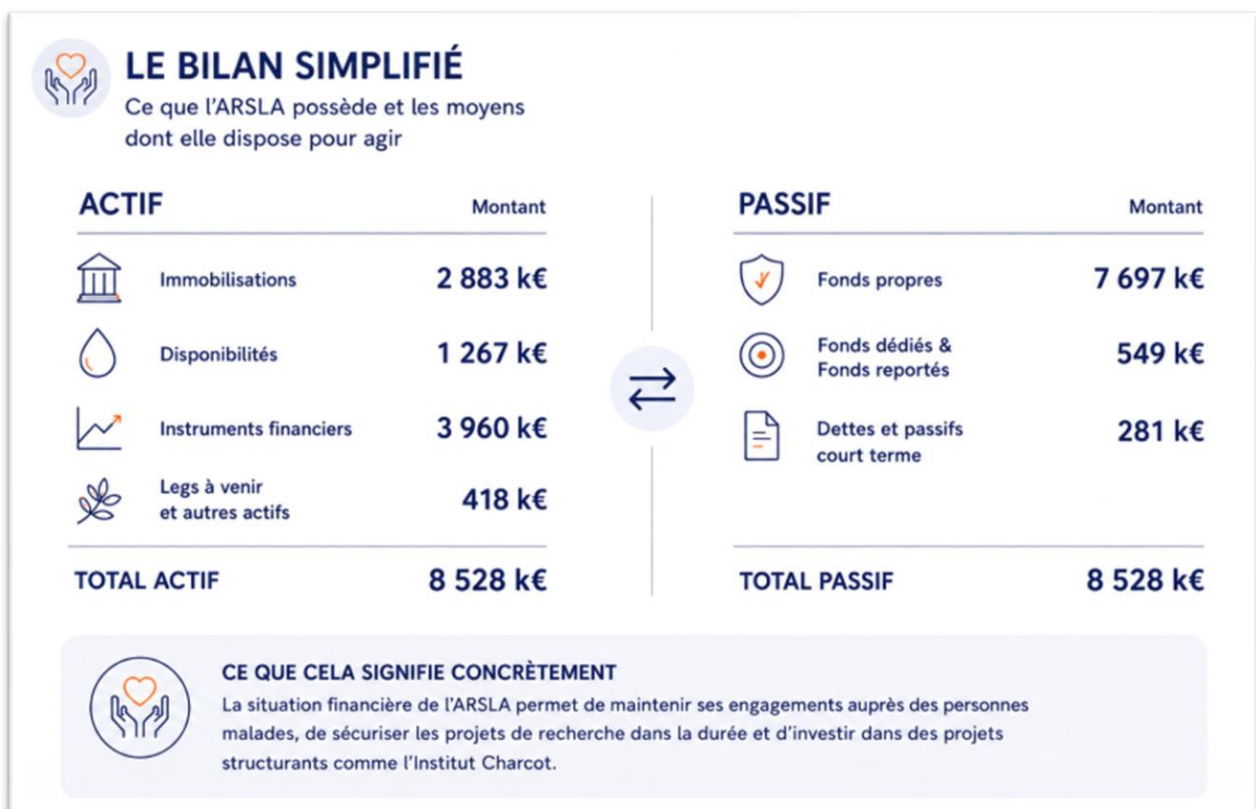 LE BILAN SIMPLIFIÉ
Ce que l'ARSLA possède et les moyens
dont elle dispose pour agir
ACTIF Montant
Immobilisations 2 883 k€
Disponibilités 1 267 k€
Instruments financiers 3 960 k€
Legs à venir
et autres actifs 418 k€
TOTAL ACTIF 8 528 k€
PASSIF Montant
Fonds propres 7 697 k€
Fonds dédiés &
Fonds reportés 549 k€
Dettes et passifs
court terme 281 k€
TOTAL PASSIF 8 528 k€
CE QUE CELA SIGNIFIE CONCRÈTEMENT
La situation financière de l'ARSLA permet de maintenir ses engagements auprès des personnes
malades, de sécuriser les projets de recherche dans la durée et d'investir dans des projets
structurants comme l'Institut Charcot.